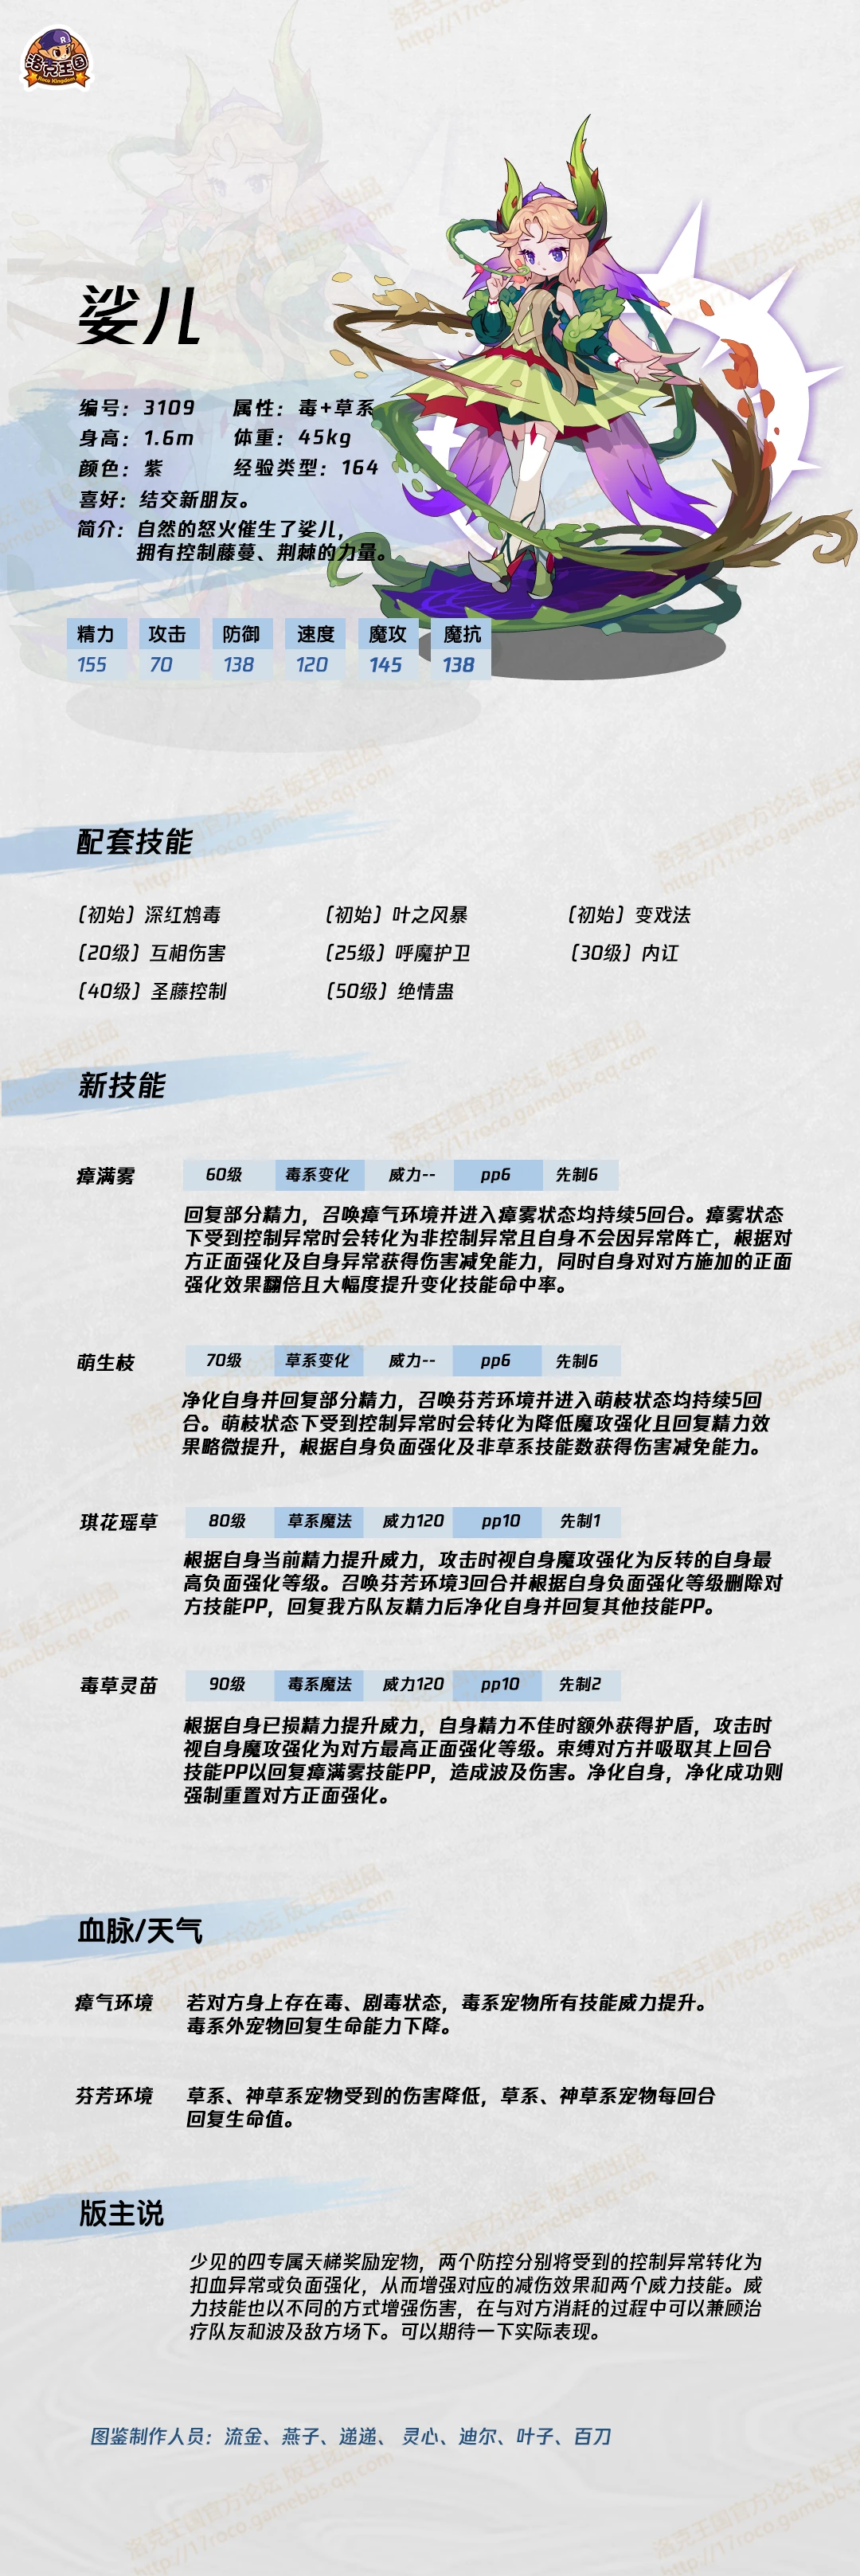 洛克王国
Roco Kingdom
娑儿
编号：3109 属性：毒+草系
身高：1.6m 体重：45kg
颜色：紫 经验类型：164
喜好：结交新朋友。
简介：自然的怒火催生了娑儿，
拥有控制藤蔓、荆棘的力量。
精力 攻击 防御 速度 魔攻 魔抗
155 70 138 120 145 138
配套技能
（初始）深红鸩毒 （初始）叶之风暴 （初始）变戏法
（20级）互相伤害 （25级）呼魔护卫 （30级）内讧
（40级）圣藤控制 （50级）绝情蛊
新技能
瘴满雾 60级 毒系变化 威力-- pp6 先制6
回复部分精力，召唤瘴气环境并进入瘴雾状态均持续5回合。瘴雾状态
下受到控制异常时会转化为非控制异常且自身不会因异常阵亡，根据对
方正面强化及自身异常获得伤害减免能力，同时自身对对方施加的正面
强化效果翻倍且大幅度提升变化技能命中率。
萌生枝 70级 草系变化 威力-- pp6 先制6
净化自身并回复部分精力，召唤芬芳环境并进入萌枝状态均持续5回
合。萌枝状态下受到控制异常时会转化为降低魔攻强化且回复精力效
果略微提升，根据自身负面强化及非草系技能数获得伤害减免能力。
琪花瑶草 80级 草系魔法 威力120 pp10 先制1
根据自身当前精力提升威力，攻击时视自身魔攻强化为反转的自身最
高负面强化等级。召唤芬芳环境3回合并根据自身负面强化等级删除对
方技能PP，回复我方队友精力后净化自身并回复其他技能PP。
毒草灵苗 90级 毒系魔法 威力120 pp10 先制2
根据自身已损精力提升威力，自身精力不佳时额外获得护盾，攻击时
视自身魔攻强化为对方最高正面强化等级。束缚对方并吸取其上回合
技能PP以回复瘴满雾技能PP，造成波及伤害。净化自身，净化成功则
强制重置对方正面强化。
血脉/天气
瘴气环境 若对方身上存在毒、剧毒状态，毒系宠物所有技能威力提升。
毒系外宠物回复生命能力下降。
芬芳环境 草系、神草系宠物受到的伤害降低，草系、神草系宠物每回合
回复生命值。
版主说
少见的四专属天梯奖励宠物，两个防控分别将受到的控制异常转化为
扣血异常或负面强化，从而增强对应的减伤效果和两个威力技能。威
力技能也以不同的方式增强伤害，在与对方消耗的过程中可以兼顾治
疗队友和波及敌方场下。可以期待一下实际表现。
图鉴制作人员：流金、燕子、递递、 灵心、迪尔、叶子、百刀
洛克王国官方论坛 版主团出品
http://17roco.gamebbs.qq.com